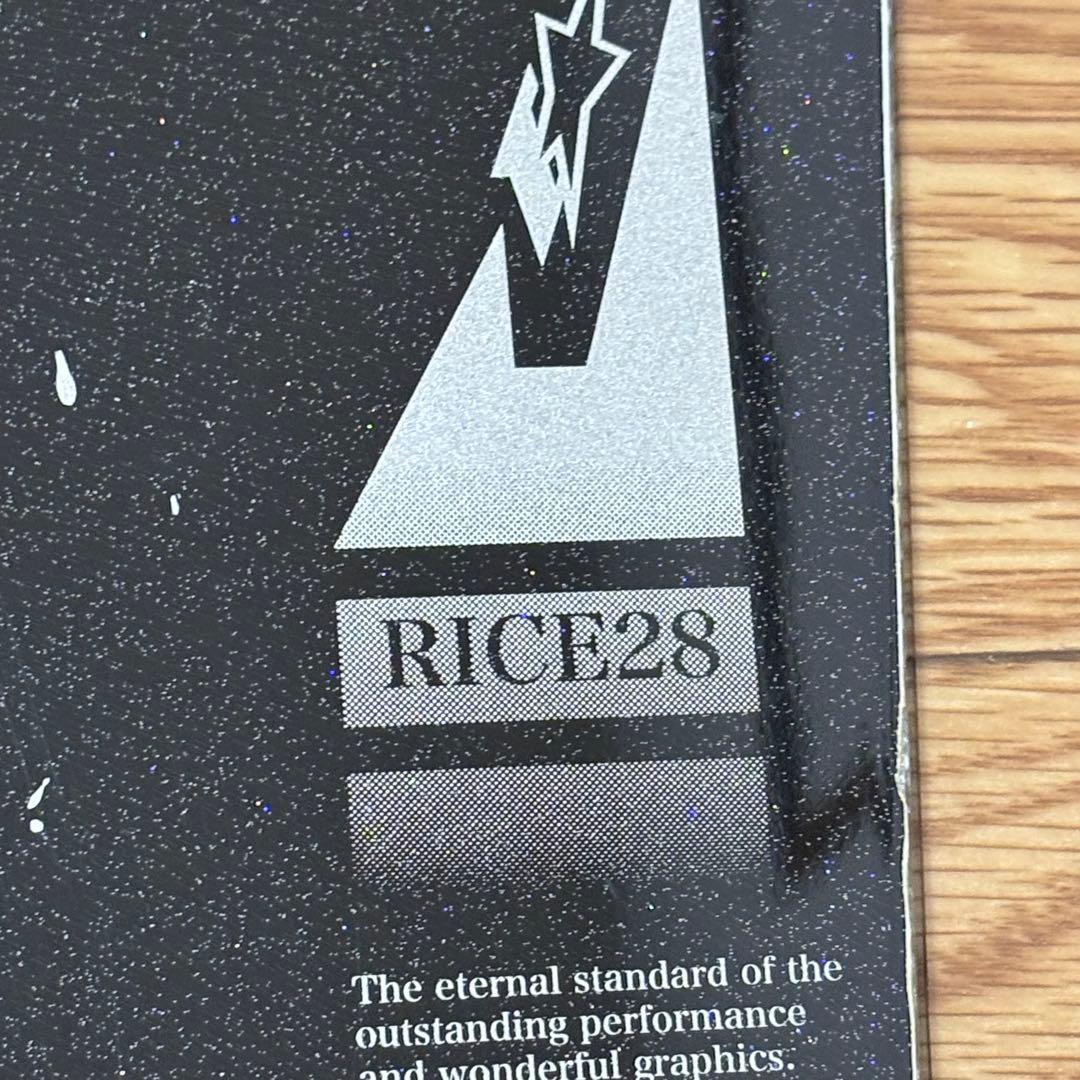 RICE28
The eternal standard of the
outstanding performance
and wonderful graphics.